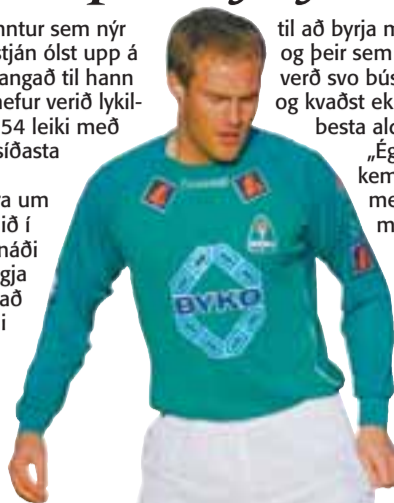 nntur sem nýr
stján ólst upp á
angað til hann
hefur verið lykil-
54 leiki með
síðasta
ra um
ið í
náði
gja
að
i
til að byrja m
og þeir sem
verð svo bús
og kvaðst ek
besta ald
„Ég
kem
me
m
BYKO